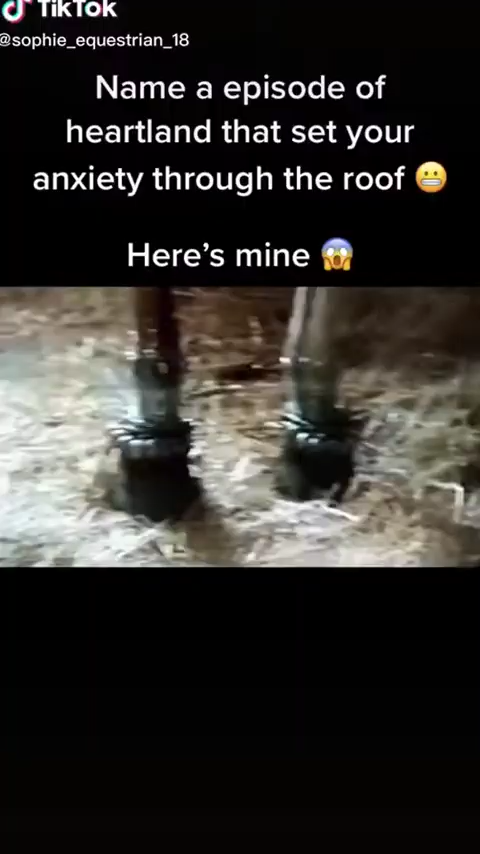 TikTok
@sophie_equestrian_18
Name a episode of
heartland that set your
anxiety through the roof 😬
Here's mine 😱